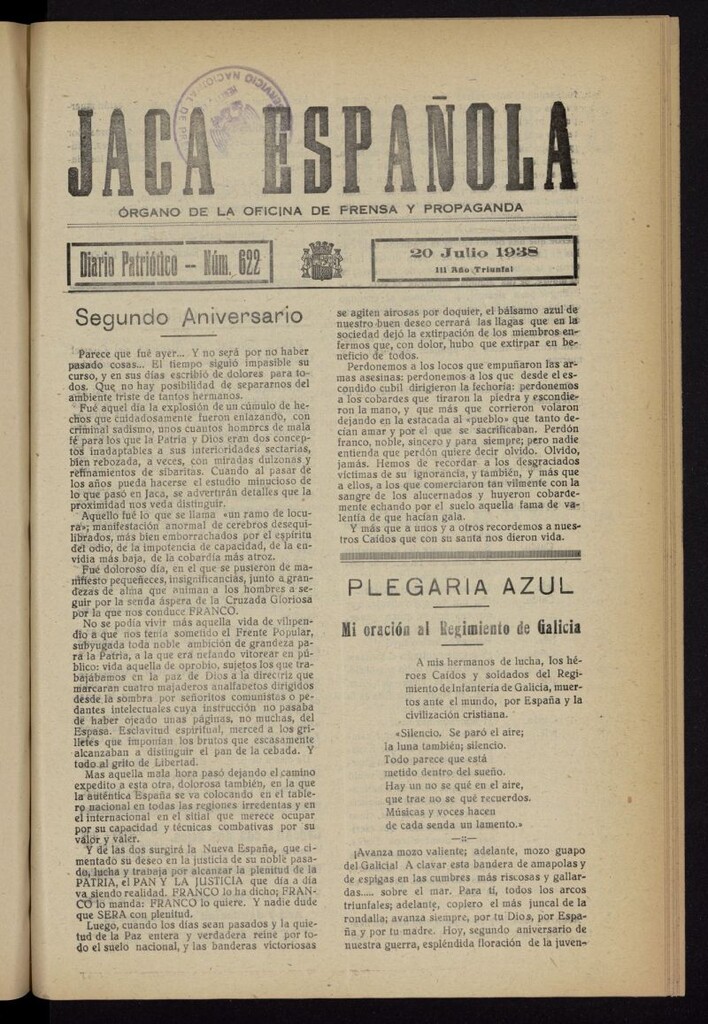 JACA ESPAÑOLA
ÓRGANO DE LA OFICINA DE PRENSA Y PROPAGANDA
Diario Patriótico — Núm. 622
20 Julio 1938
III Año Triunfal
Segundo Aniversario
Parece que fué ayer... Y no será por no haber
pasado cosas... El tiempo siguió impasible su
curso, y en sus días escribió de dolores para to-
dos. Que no hay posibilidad de separarnos del
ambiente triste de tantos hermanos.
Fué aquel día la explosión de un cúmulo de he-
chos que cuidadosamente fueron enlazando, con
criminal sadismo, unos cuantos hombres de mala
fé para los que la Patria y Dios eran dos concep-
tos inadaptables a sus interioridades sectarias,
bien rebozada, a veces, con miradas dulzonas y
refinamientos de sibaritas. Cuando al pasar de
los años pueda hacerse el estudio minucioso de
lo que pasó en Jaca, se advertirán detalles que la
proximidad nos veda distinguir.
Aquello fué lo que se llama «un ramo de locu-
ra»; manifestación anormal de cerebros desequi-
librados, más bien emborrachados por el espíritu
del odio, de la impotencia de capacidad, de la en-
vidia más baja, de la cobardía más atroz.
Fué doloroso día, en el que se pusieron de ma-
nifiesto pequeñeces, insignificancias, junto a gran-
dezas de alma que animan a los hombres a se-
guir por la senda áspera de la Cruzada Gloriosa
por la que nos conduce FRANCO.
No se podía vivir más aquella vida de vilipen-
dio a que nos tenía somerido el Frente Popular,
subyugada toda noble ambición de grandeza pa-
ra la Patria, a la que era nefando vitorear en pú-
blico: vida aquella de oprobio, sujetos los que tra-
bajábamos en la paz de Dios a la directriz que
marcaran cuatro majaderos analfabetos dirigidos
desde la sombra por señoritos comunistas o pe-
dantes intelectuales cuya instrucción no pasaba
de haber ojeado unas páginas, no muchas, del
Espasa. Esclavitud espiritual, merced a los gri-
lletes que imponían los brutos que escasamente
alcanzaban a distinguir el pan de la cebada. Y
todo al grito de Libertad.
Mas aquella mala hora pasó dejando el camino
expedito a esta otra, dolorosa también, en la que
la auténtica España se va colocando en el table-
ro nacional en todas las regiones irredentas y en
el internacional en el sitial que merece ocupar
por su capacidad y técnicas combativas por su
valor y valer.
Y de las dos surgirá la Nueva España, que ci-
mentado su deseo en la justicia de su noble pasa-
do, lucha y trabaja por alcanzar la plenitud de la
PATRIA, el PAN Y LA JUSTICIA que día a día
va siendo realidad. FRANCO lo ha dicho; FRAN-
CO lo manda: FRANCO lo quiere. Y nadie dude
que SERA con plenitud.
Luego, cuando los días sean pasados y la quie-
tud de la Paz entera y verdadera reine por to-
do el suelo nacional, y las banderas victoriosas
se agiten airosas por doquier, el bálsamo azul de
nuestro buen deseo cerrará las llagas que en la
sociedad dejó la extirpación de los miembros en-
fermos que, con dolor, hubo que extirpar en be-
neficio de todos.
Perdonemos a los locos que empuñaron las ar-
mas asesinas: perdonemos a los que desde el es-
condido cubil dirigieron la fechoría: perdonemos
a los cobardes que tiraron la piedra y escondie-
ron la mano, y que más que corrieron volaron
dejando en la estacada al «pueblo» que tanto de-
cían amar y por el que se sacrificaban. Perdón
franco, noble, sincero y para siempre; pero nadie
entienda que perdón quiere decir olvido. Olvido,
jamás. Hemos de recordar a los desgraciados
víctimas de su ignorancia, y también, y más que
a ellos, a los que comerciaron tan vilmente con la
sangre de los alucernados y huyeron cobarde-
mente echando por el suelo aquella fama de va-
lentía de que hacían gala.
Y más que a unos y a otros recordemos a nues-
tros Caídos que con su santa nos dieron vida.
PLEGARIA AZUL
Mi oración al Regimiento de Galicia
A mis hermanos de lucha, los hé-
roes Caídos y soldados del Regi-
miento de Infantería de Galicia, muer-
tos ante el mundo, por España y la
civilización cristiana.
«Silencio. Se paró el aire;
la luna también; silencio.
Todo parece que está
metido dentro del sueño.
Hay un no se qué en el aire,
que trae no se qué recuerdos.
Músicas y voces hacen
de cada senda un lamento.»
¡Avanza mozo valiente; adelante, mozo guapo
del Galicia! A clavar esta bandera de amapolas y
de espigas en las cumbres más riscosas y gallar-
das..... sobre el mar. Para tí, todos los arcos
triunfales; adelante, coplero el más juncal de la
rondalla; avanza siempre, por tu Dios, por Espa-
ña y por tu madre. Hoy, segundo aniversario de
nuestra guerra, espléndida floración de la juven-